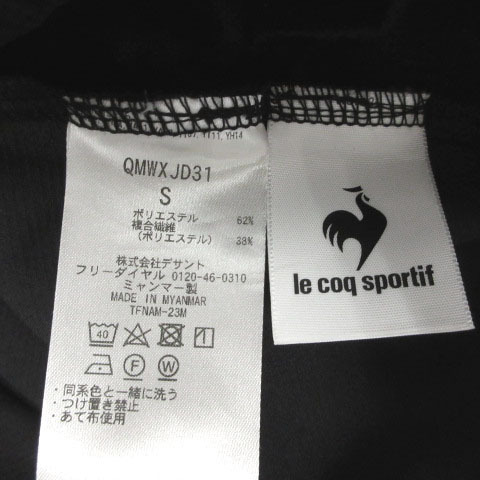 YT11, YH14
QMWXJD31
S
ポリエステル 62%
複合繊維
(ポリエステル) 38%
株式会社デサント
フリーダイヤル 0120-46-0310
ミャンマー製
MADE IN MYANMAR
TFNAM-23M
40
F W
・同系色と一緒に洗う
・つけ置き禁止
・あて布使用
le coq sportif